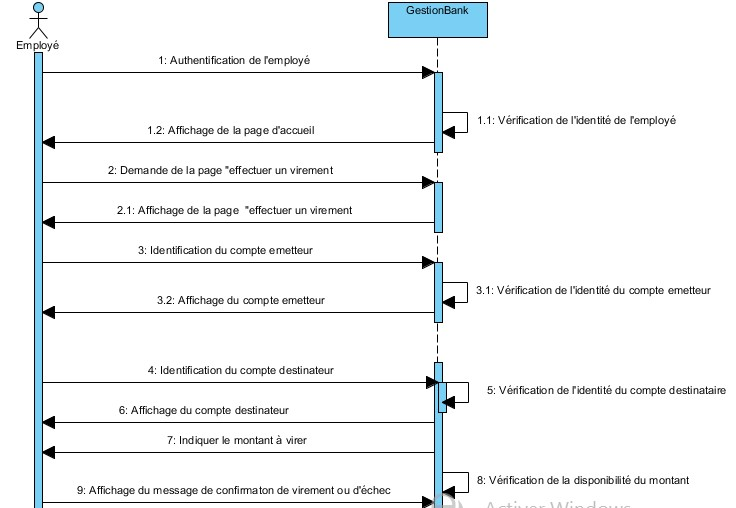 GestionBank
Employé
1: Authentification de l'employé
1.1: Vérification de l'identité de l'employé
1.2: Affichage de la page d'accueil
2: Demande de la page "effectuer un virement
2.1: Affichage de la page "effectuer un virement
3: Identification du compte emetteur
3.1: Vérification de l'identité du compte emetteur
3.2: Affichage du compte emetteur
4: Identification du compte destinateur
5: Vérification de l'identité du compte destinataire
6: Affichage du compte destinateur
7: Indiquer le montant à virer
8: Vérification de la disponibilité du montant
9: Affichage du message de confirmaton de virement ou d'échec
Activer Windows